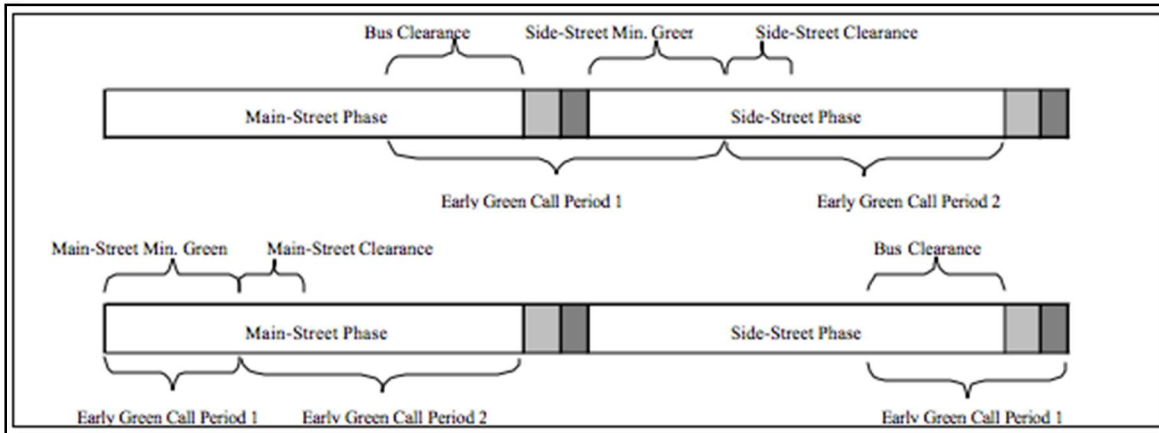 Bus Clearance Side-Street Min. Green Side-Street Clearance
Main-Street Phase Side-Street Phase
Early Green Call Period 1 Early Green Call Period 2
Main-Street Min. Green Main-Street Clearance Bus Clearance
Main-Street Phase Side-Street Phase
Early Green Call Period 1 Early Green Call Period 2 Early Green Call Period 1